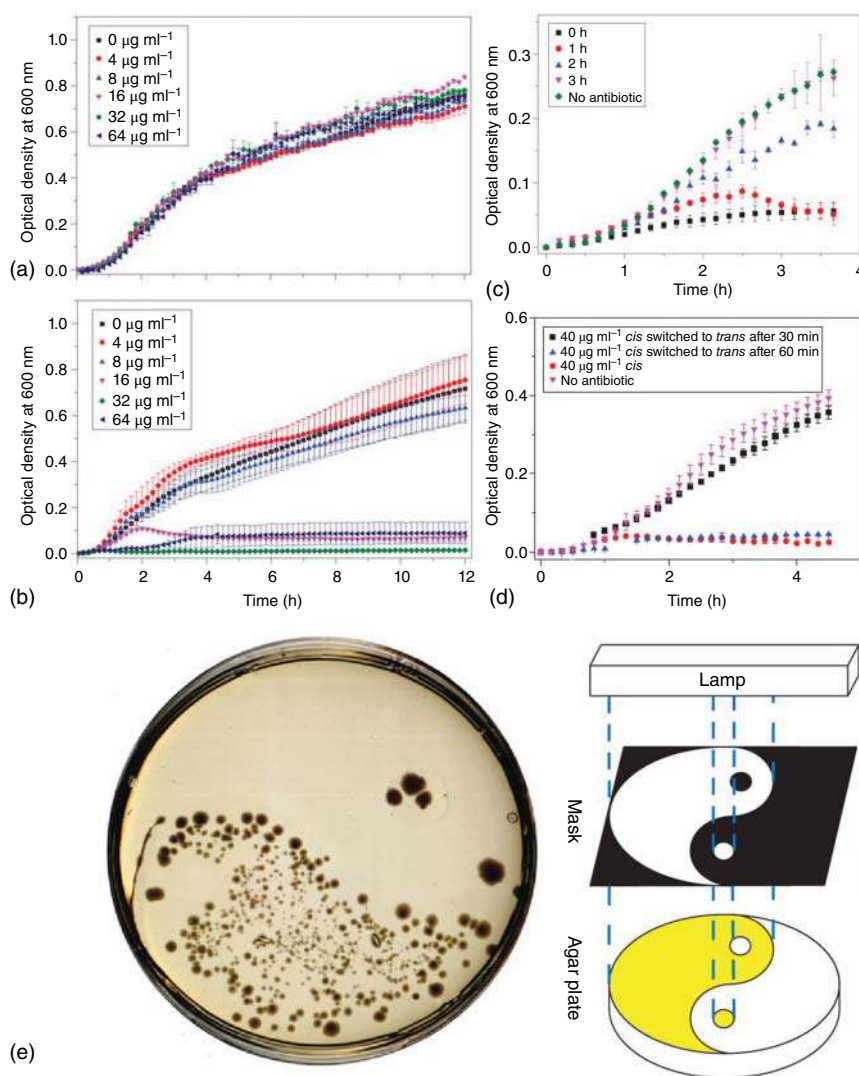 0 μg ml⁻¹
4 μg ml⁻¹
8 μg ml⁻¹
16 μg ml⁻¹
32 μg ml⁻¹
64 μg ml⁻¹
Optical density at 600 nm
1.0
0.8
0.6
0.4
0.2
0.0
(a)
0 μg ml⁻¹
4 μg ml⁻¹
8 μg ml⁻¹
16 μg ml⁻¹
32 μg ml⁻¹
64 μg ml⁻¹
Optical density at 600 nm
1.0
0.8
0.6
0.4
0.2
0.0
0 2 4 6 8 10 12
Time (h)
(b)
0 h
1 h
2 h
3 h
No antibiotic
Optical density at 600 nm
0.3
0.2
0.1
0.0
0 1 2 3 4
Time (h)
(c)
40 μg ml⁻¹ cis switched to trans after 30 min
40 μg ml⁻¹ cis switched to trans after 60 min
40 μg ml⁻¹ cis
No antibiotic
Optical density at 600 nm
0.6
0.4
0.2
0.0
0 2 4
Time (h)
(d)
Lamp
Mask
Agar plate
(e)